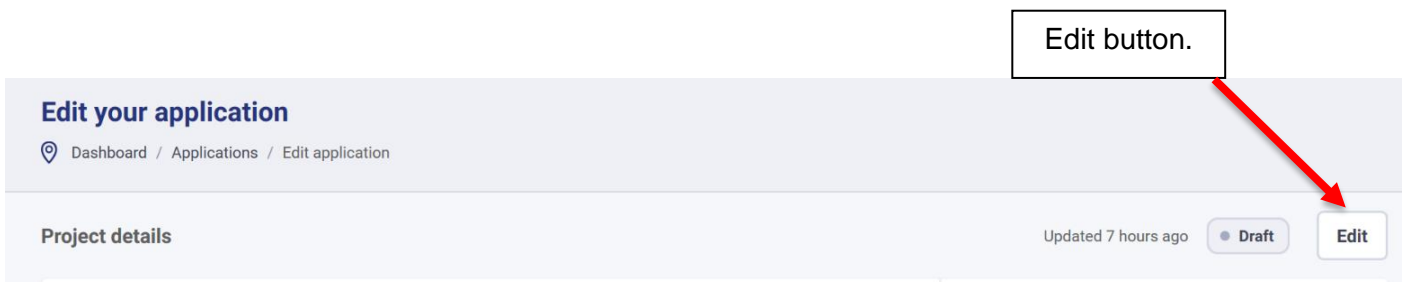 Edit button.
Edit your application
Dashboard / Applications / Edit application
Project details Updated 7 hours ago Draft Edit